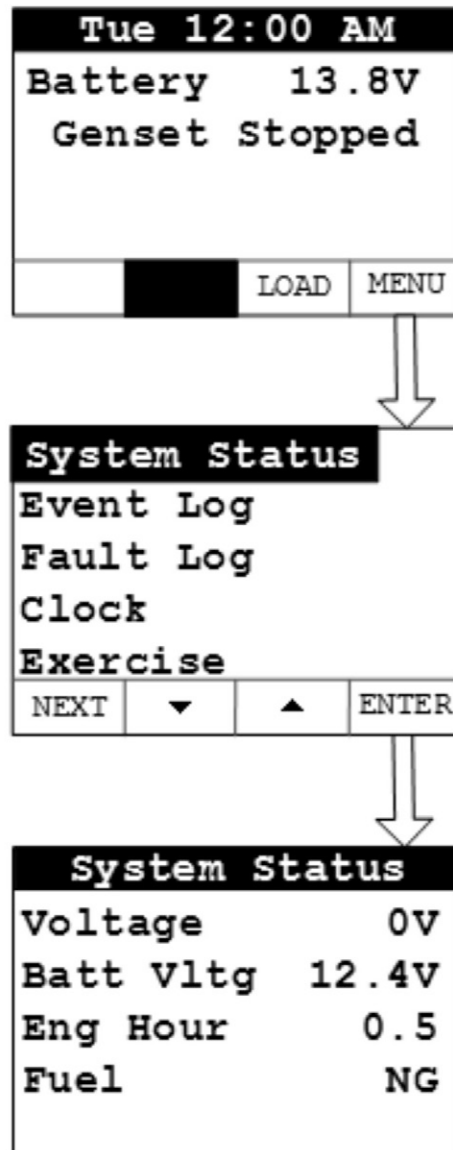 Tue 12:00 AM
Battery 13.8V
Genset Stopped
LOAD MENU
System Status
Event Log
Fault Log
Clock
Exercise
NEXT ▼ ▲ ENTER
System Status
Voltage 0V
Batt Vltg 12.4V
Eng Hour 0.5
Fuel NG